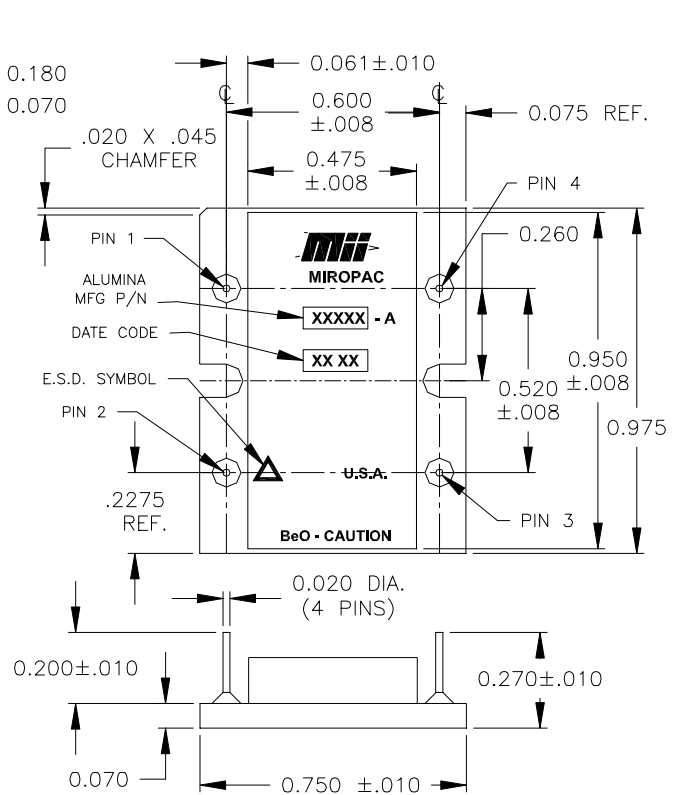 0.180
0.070
0.061±.010
℄
℄
0.600
±.008
0.075 REF.
.020 X .045
CHAMFER
0.475
±.008
PIN 4
PIN 1
0.260
Mii
MIROPAC
ALUMINA
MFG P/N
XXXXX - A
DATE CODE
XX XX
0.950
±.008
E.S.D. SYMBOL
0.520
±.008
PIN 2
0.975
U.S.A.
.2275
REF.
PIN 3
BeO - CAUTION
0.020 DIA.
(4 PINS)
0.200±.010
0.270±.010
0.070
0.750 ±.010